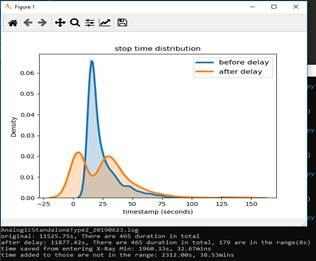 Figure 1
stop time distribution
before delay
after delay
0.06
0.05
0.04
0.03
0.02
0.01
0.00
Density
−25 0 25 50 75 100 125 150
timestamp (seconds)
AnalogicStandaloneType2_20190623.log
original: 11525.75s, There are 465 duration in total
after delay: 11877.42s, There are 465 duration in total, 179 are in the range(8s)
time saved from entering X-Ray Min: 1960.33s, 32.67mins
time added to those are not in the range: 2312.00s, 38.53mins